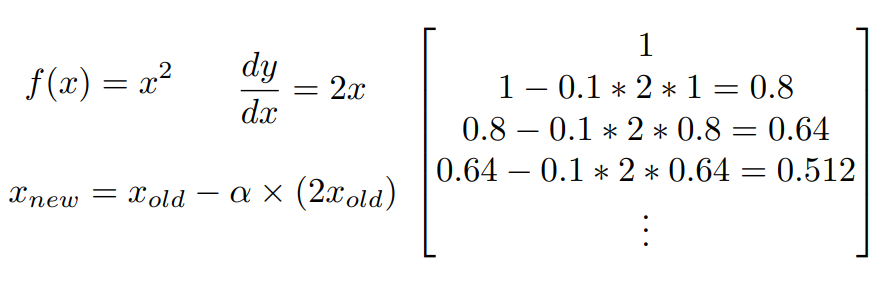 f(x) = x²
dy/dx = 2x
x_new = x_old − α × (2x_old)
1
1 − 0.1 ∗ 2 ∗ 1 = 0.8
0.8 − 0.1 ∗ 2 ∗ 0.8 = 0.64
0.64 − 0.1 ∗ 2 ∗ 0.64 = 0.512
⋮